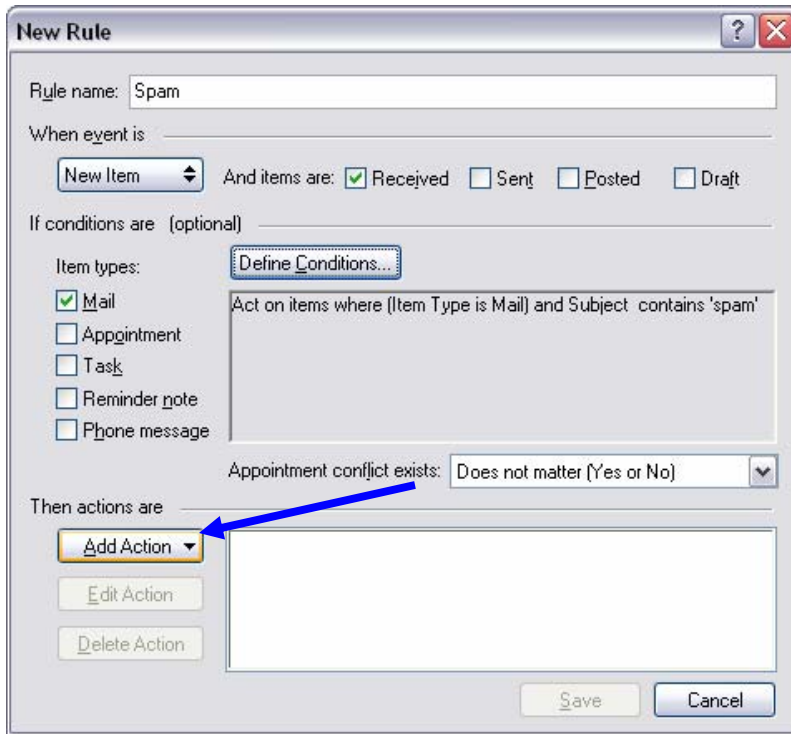 New Rule
Rule name: Spam
When event is
New Item And items are: Received Sent Posted Draft
If conditions are (optional)
Item types: Define Conditions...
Mail
Act on items where (Item Type is Mail) and Subject contains 'spam'
Appointment
Task
Reminder note
Phone message
Appointment conflict exists: Does not matter (Yes or No)
Then actions are
Add Action
Edit Action
Delete Action
Save Cancel